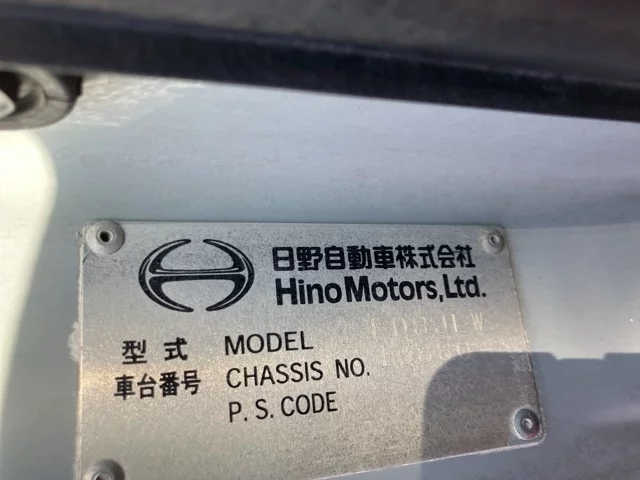 日野自動車株式会社
Hino Motors, Ltd.
型式 MODEL
車台番号 CHASSIS NO.
P.S. CODE